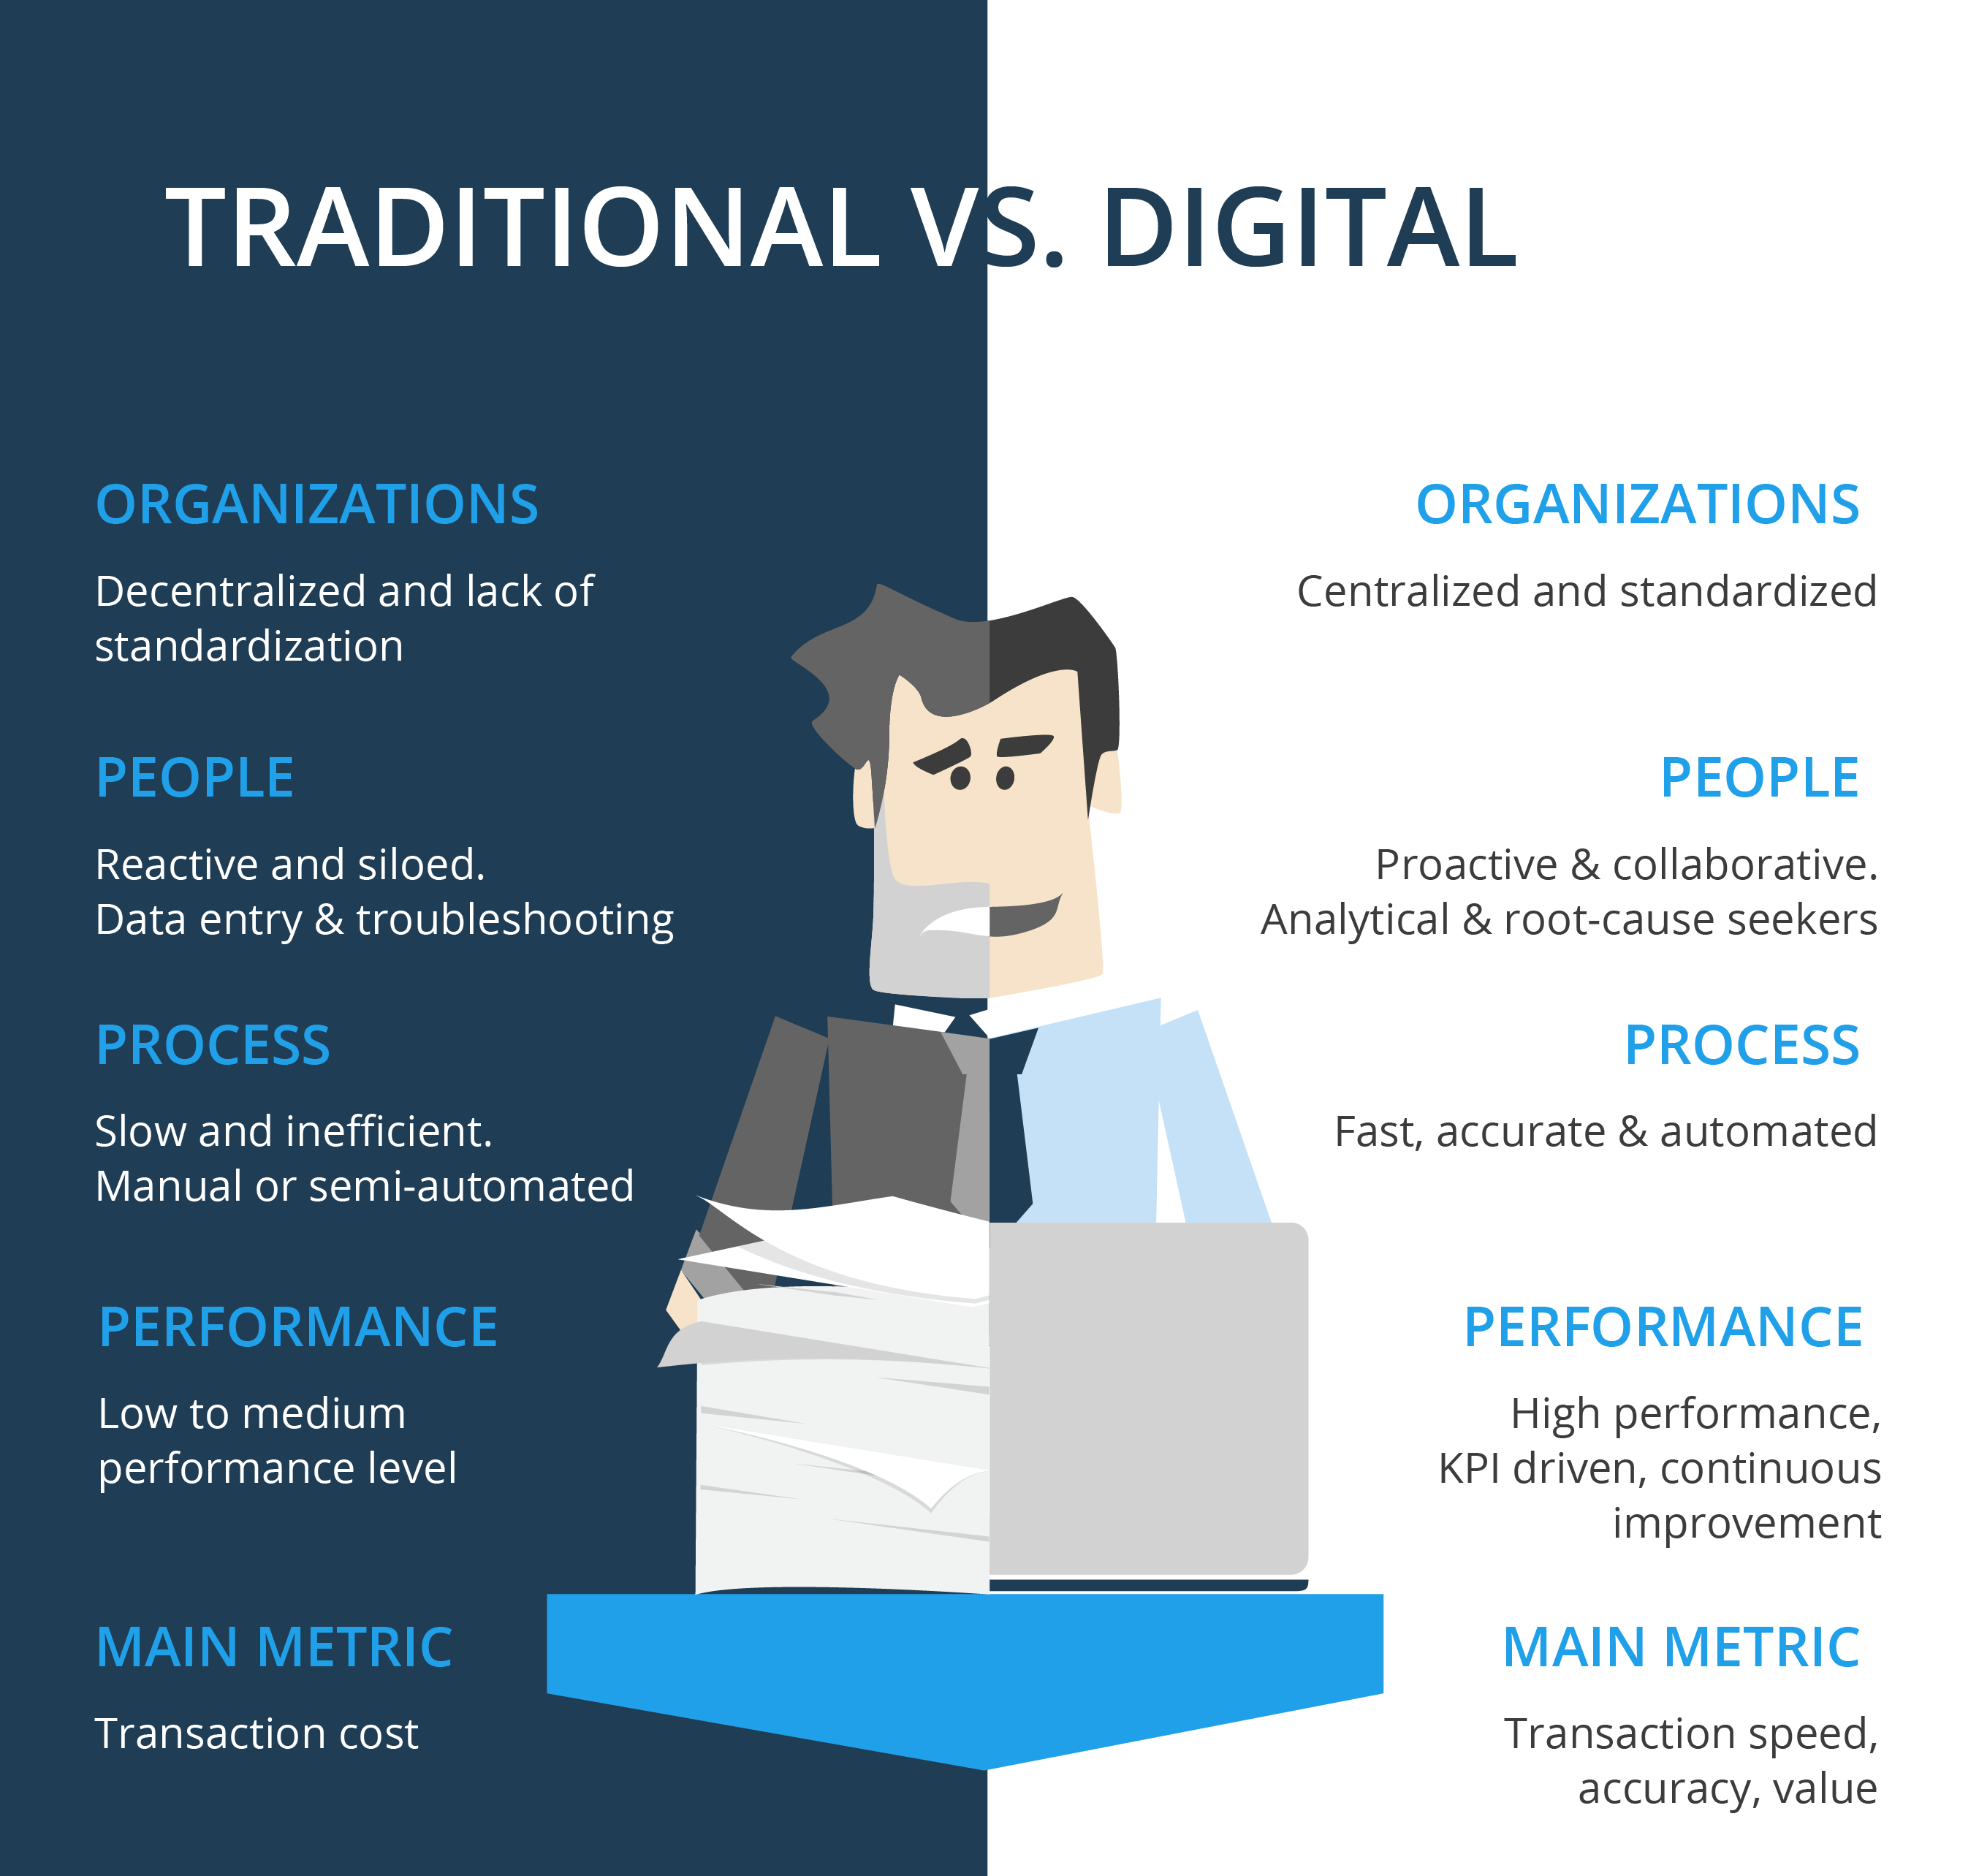 TRADITIONAL VS. DIGITAL
ORGANIZATIONS
Decentralized and lack of
standardization
PEOPLE
Reactive and siloed.
Data entry & troubleshooting
PROCESS
Slow and inefficient.
Manual or semi-automated
PERFORMANCE
Low to medium
performance level
MAIN METRIC
Transaction cost
ORGANIZATIONS
Centralized and standardized
PEOPLE
Proactive & collaborative.
Analytical & root-cause seekers
PROCESS
Fast, accurate & automated
PERFORMANCE
High performance,
KPI driven, continuous
improvement
MAIN METRIC
Transaction speed,
accuracy, value